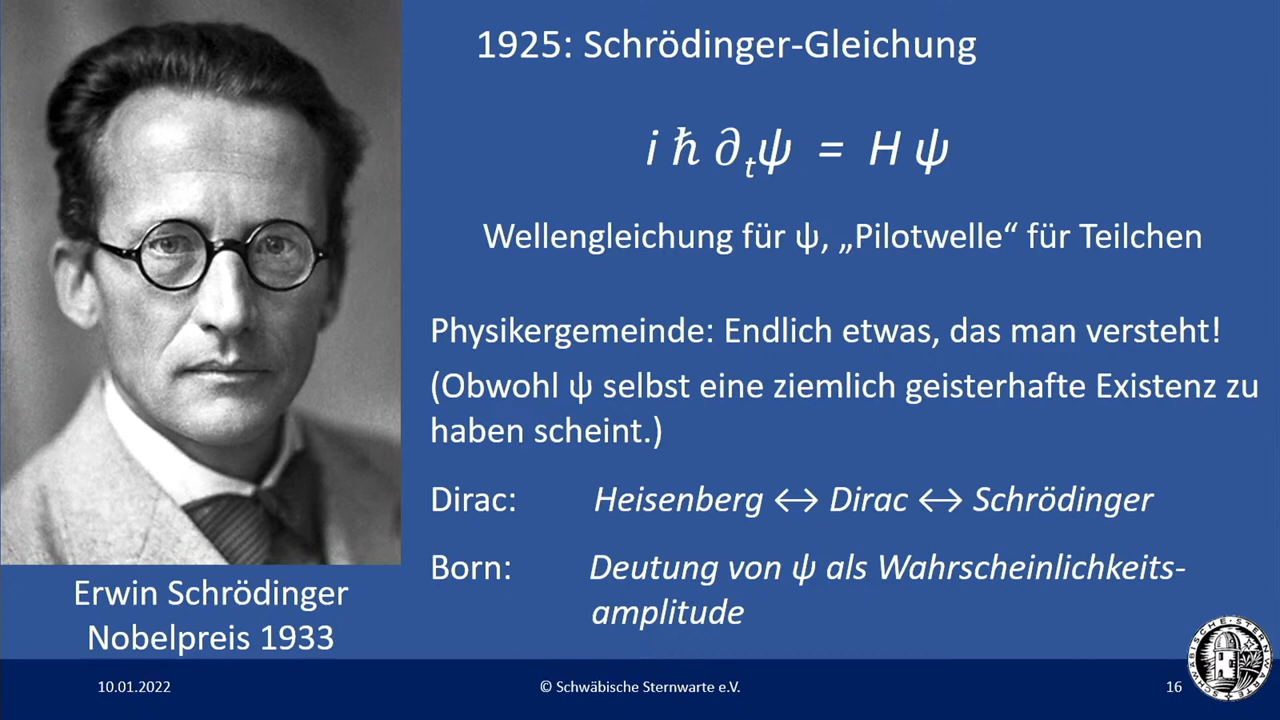 1925: Schrödinger-Gleichung
i ħ ∂ₜψ = H ψ
Wellengleichung für ψ, „Pilotwelle“ für Teilchen
Physikergemeinde: Endlich etwas, das man versteht!
(Obwohl ψ selbst eine ziemlich geisterhafte Existenz zu
haben scheint.)
Dirac: Heisenberg ↔ Dirac ↔ Schrödinger
Born: Deutung von ψ als Wahrscheinlichkeits-
amplitude
Erwin Schrödinger
Nobelpreis 1933
10.01.2022
© Schwäbische Sternwarte e.V.
16
SCHWÄBISCHE · STERNWARTE